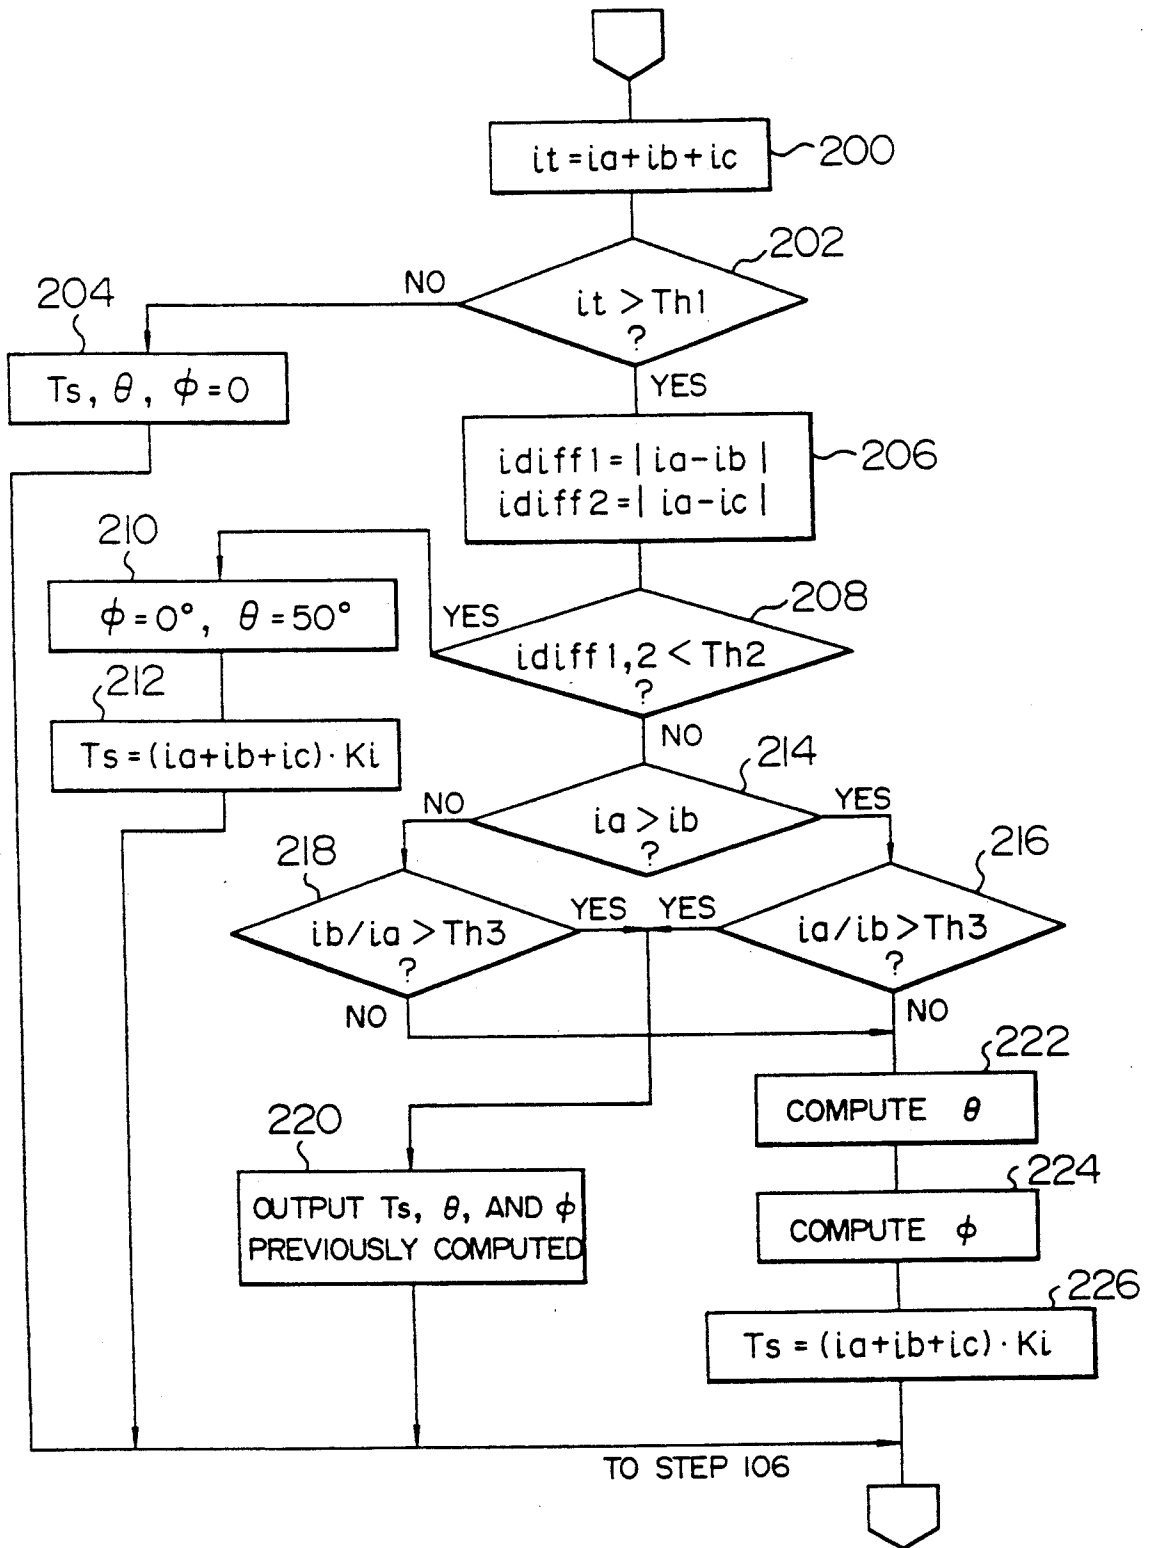 it=ia+ib+ic
200
202
NO
it>Th1
?
204
Ts, θ, ϕ=0
YES
idiff1=|ia-ib|
idiff2=|ia-ic|
206
210
ϕ=0°, θ=50°
YES
208
idiff1,2<Th2
?
212
Ts=(ia+ib+ic)·Ki
NO
214
NO
YES
ia>ib
?
218
216
ib/ia>Th3
?
YES
YES
ia/ib>Th3
?
NO
NO
222
COMPUTE θ
220
224
OUTPUT Ts, θ, AND ϕ
PREVIOUSLY COMPUTED
COMPUTE ϕ
226
Ts=(ia+ib+ic)·Ki
TO STEP 106